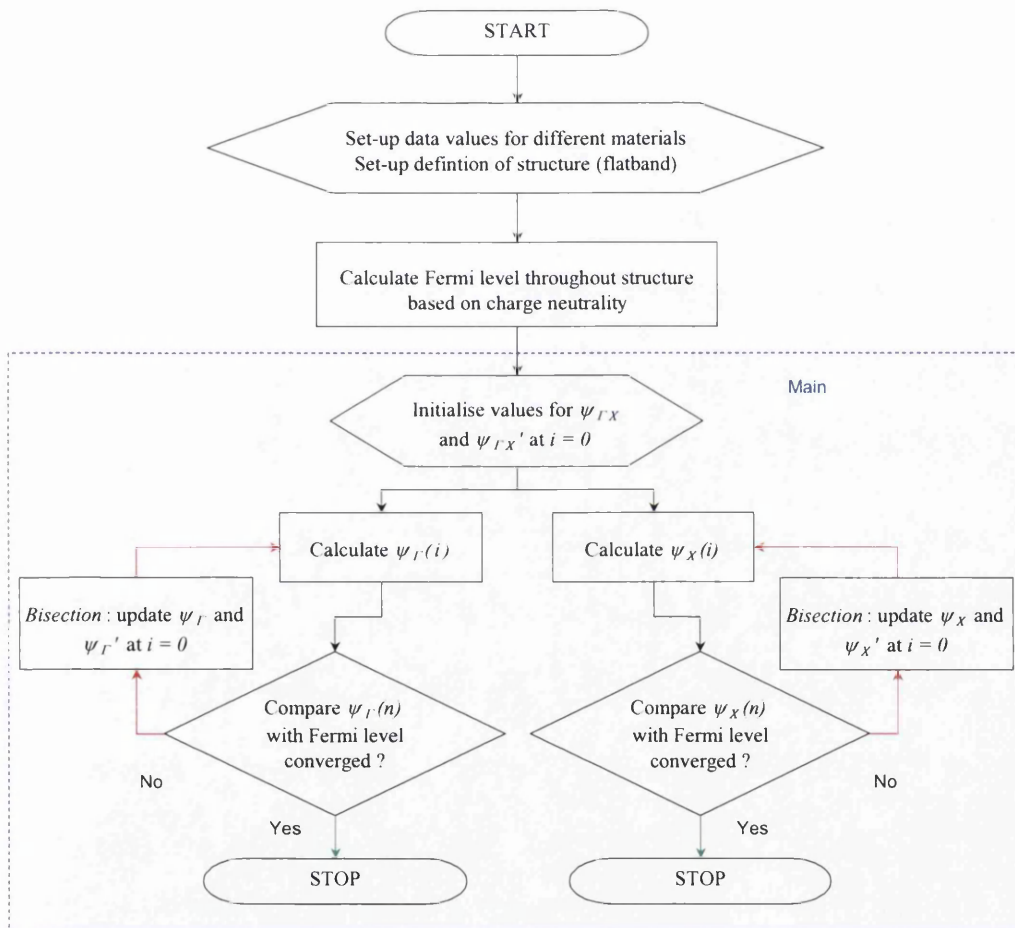 START
Set-up data values for different materials
Set-up defintion of structure (flatband)
Calculate Fermi level throughout structure
based on charge neutrality
Main
Initialise values for ψΓX
and ψΓX' at i = 0
Calculate ψΓ(i)
Calculate ψX(i)
Bisection : update ψΓ and
ψΓ' at i = 0
Bisection : update ψX and
ψX' at i = 0
Compare ψΓ(n)
with Fermi level
converged ?
Compare ψX(n)
with Fermi level
converged ?
No
No
Yes
Yes
STOP
STOP